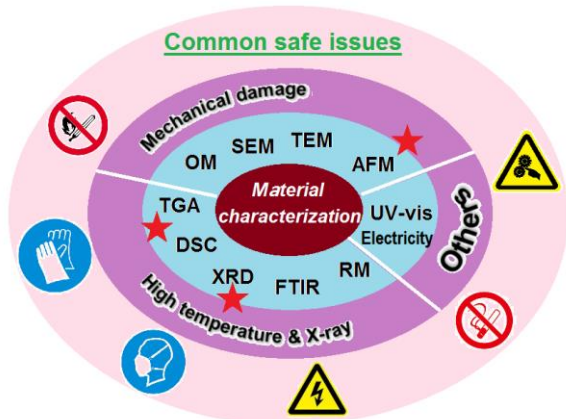 Common safe issues
Mechanical damage
OM
SEM
TEM
AFM
Material
characterization
TGA
DSC
XRD
FTIR
RM
UV-vis
Electricity
Others
High temperature & X-ray